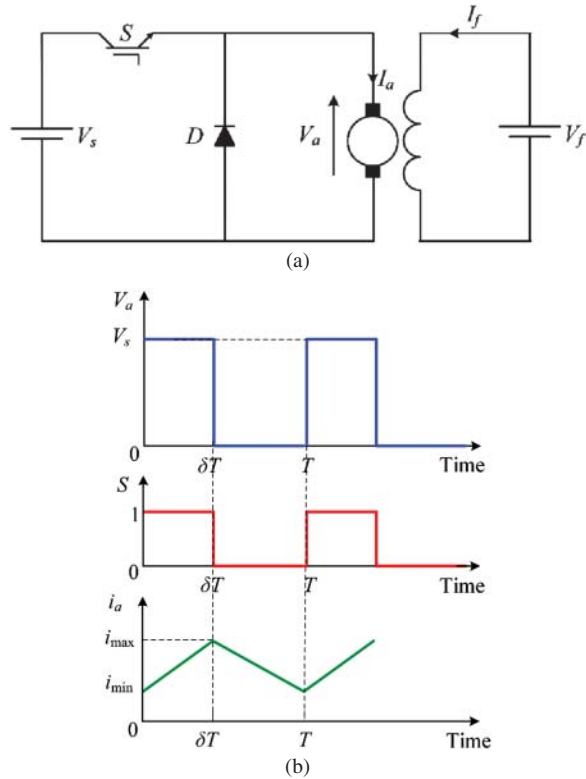 S
I_f
I_a
V_s
D
V_a
V_f
(a)
V_a
V_s
0
δT
T
Time
S
1
0
δT
T
Time
i_a
i_max
i_min
0
δT
T
Time
(b)